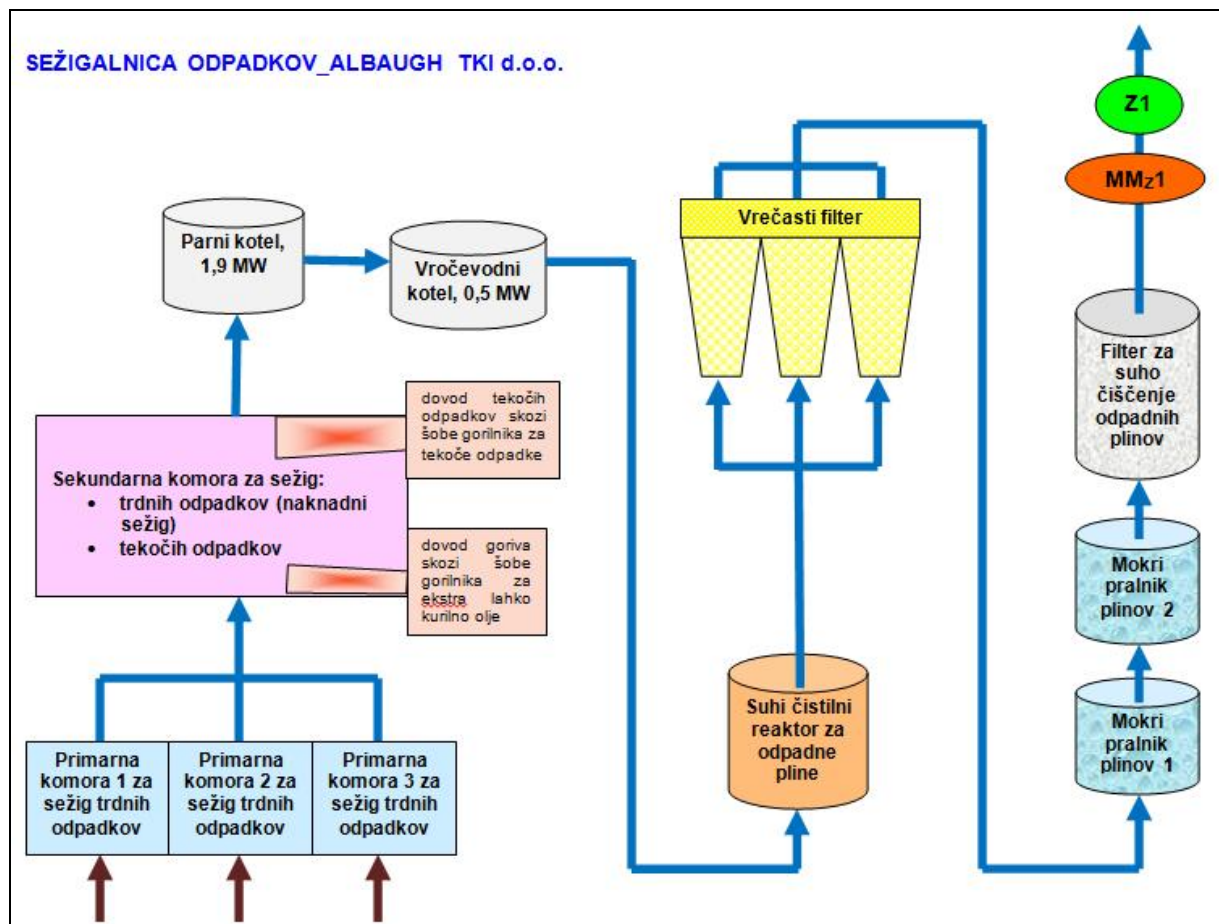 SEŽIGALNICA ODPADKOV_ALBAUGH TKI d.o.o.
Parni kotel,
1,9 MW
Vročevodni
kotel, 0,5 MW
Sekundarna komora za sežig:
• trdnih odpadkov (naknadni
sežig)
• tekočih odpadkov
dovod tekočih
odpadkov skozi
šobe gorilnika za
tekoče odpadke
dovod goriva
skozi šobe
gorilnika za
ekstra lahko
kurilno olje
Primarna
komora 1 za
sežig trdnih
odpadkov
Primarna
komora 2 za
sežig trdnih
odpadkov
Primarna
komora 3 za
sežig trdnih
odpadkov
Vrečasti filter
Suhi čistilni
reaktor za
odpadne
pline
Z1
MMZ1
Filter za
suho
čiščenje
odpadnih
plinov
Mokri
pralnik
plinov 2
Mokri
pralnik
plinov 1